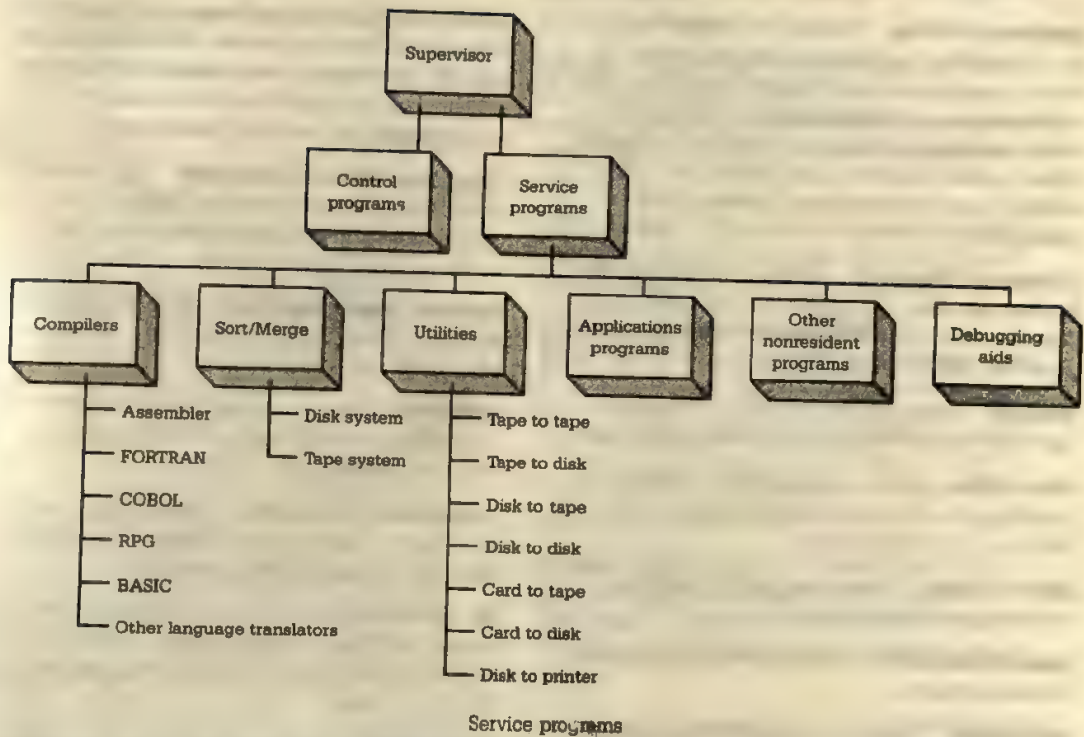 Supervisor
Control
programs
Service
programs
Compilers
Sort/Merge
Utilities
Applications
programs
Other
nonresident
programs
Debugging
aids
Assembler
FORTRAN
COBOL
RPG
BASIC
Other language translators
Disk system
Tape system
Tape to tape
Tape to disk
Disk to tape
Disk to disk
Card to tape
Card to disk
Disk to printer
Service programs